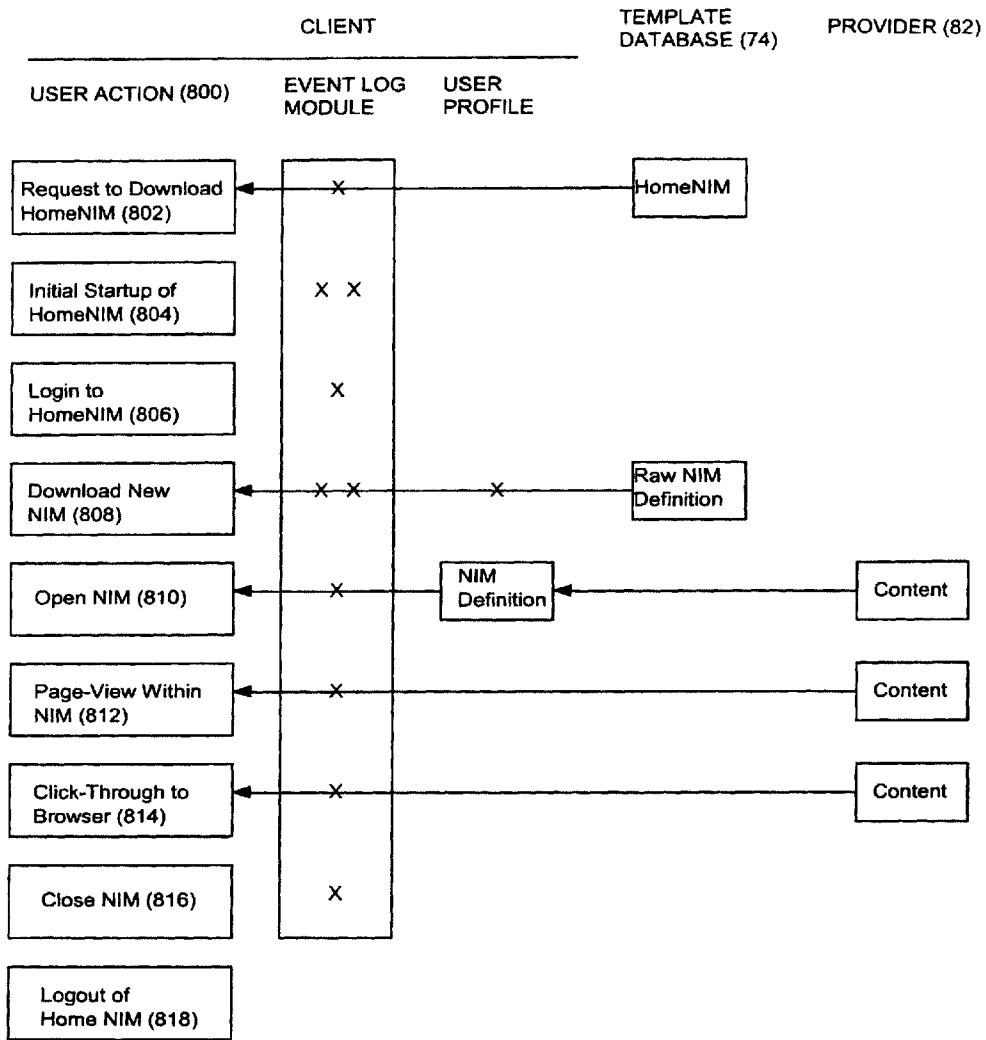 CLIENT
TEMPLATE
DATABASE (74)
PROVIDER (82)
USER ACTION (800)
EVENT LOG
MODULE
USER
PROFILE
Request to Download
HomeNIM (802)
X
HomeNIM
Initial Startup of
HomeNIM (804)
X X
Login to
HomeNIM (806)
X
Download New
NIM (808)
X X
X
Raw NIM
Definition
Open NIM (810)
X
NIM
Definition
Content
Page-View Within
NIM (812)
X
Content
Click-Through to
Browser (814)
X
Content
Close NIM (816)
X
Logout of
Home NIM (818)